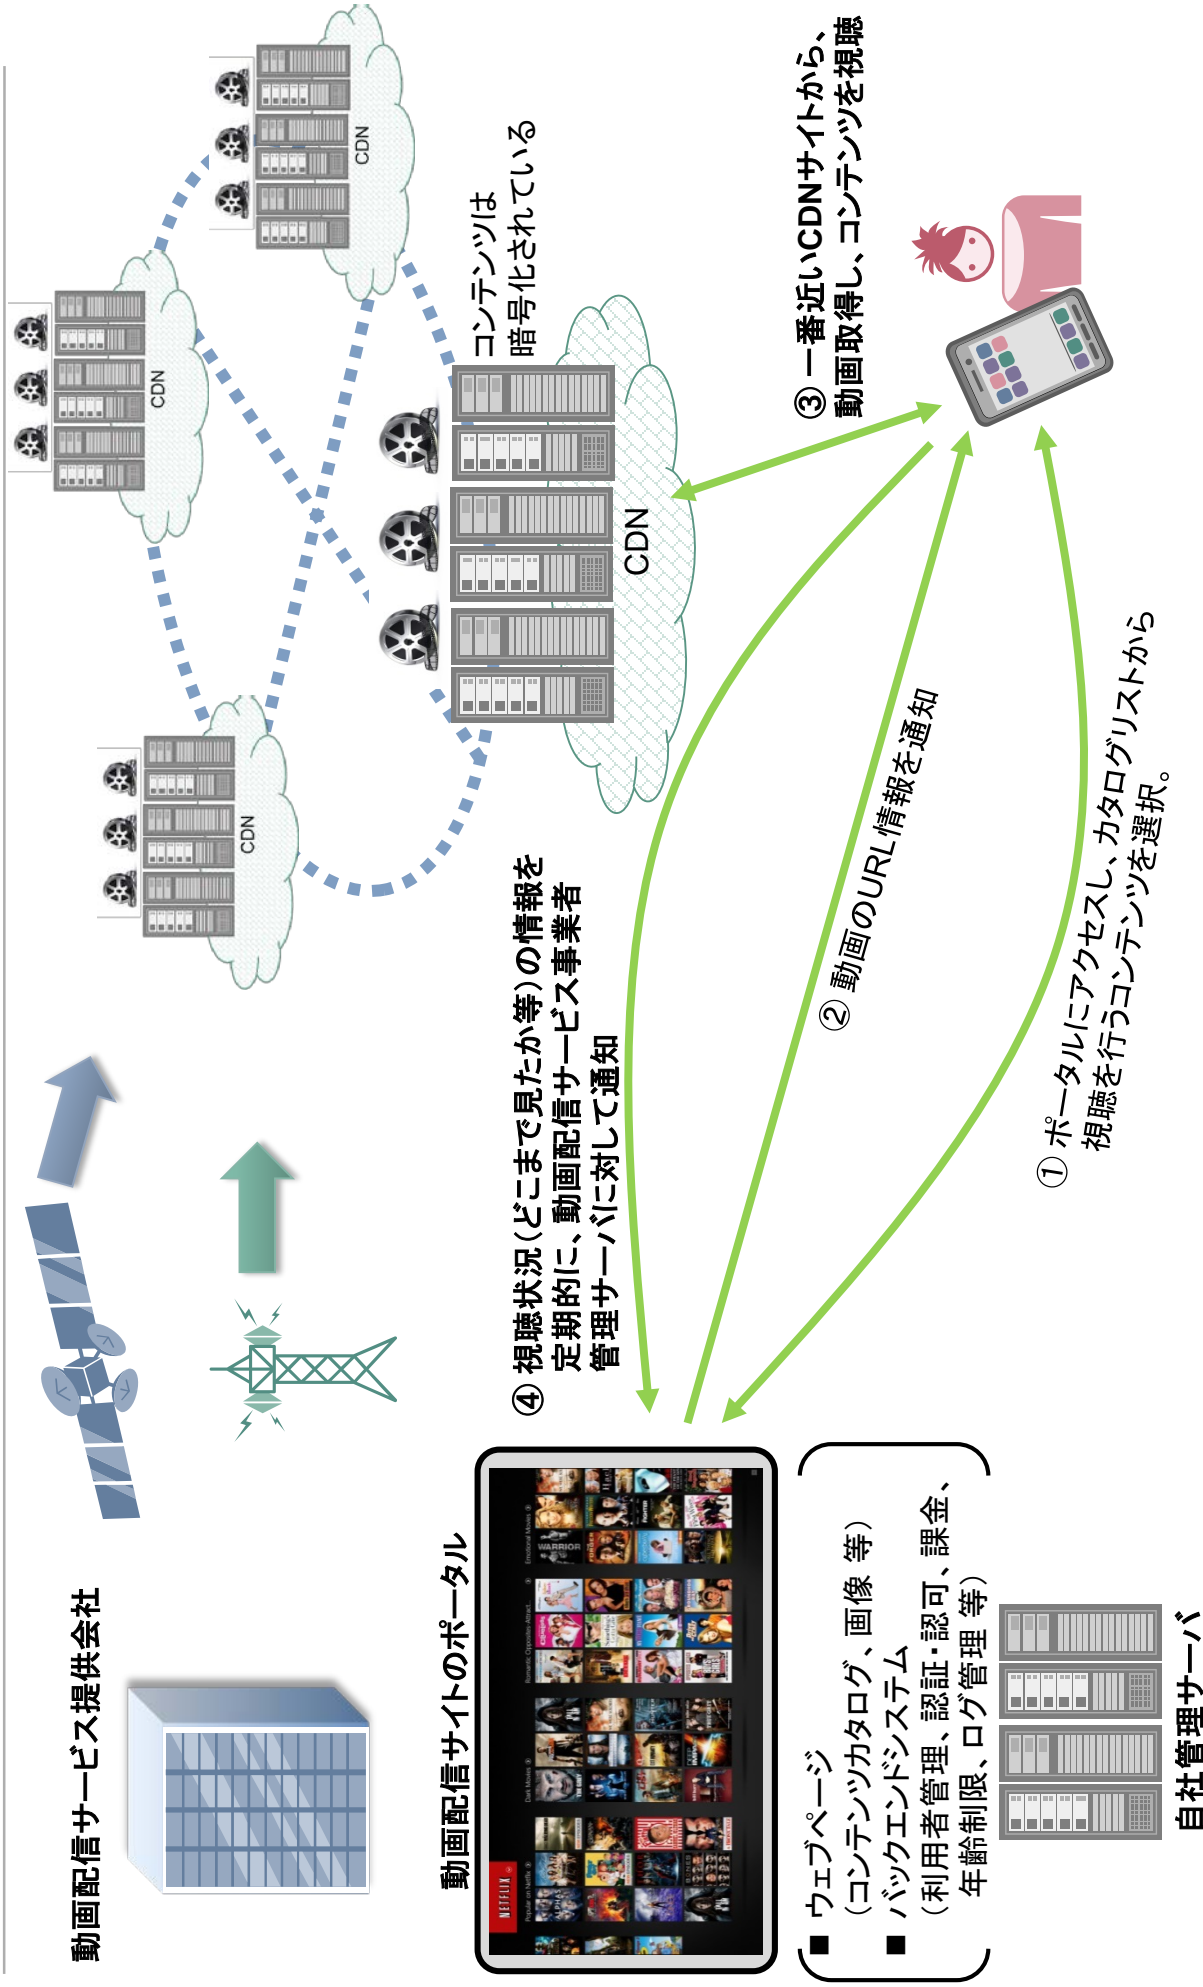 動画配信サービス提供会社
CDN
CDN
CDN
コンテンツは
暗号化されている
CDN
動画配信サイトのポータル
NETFLIX
Popular on Netflix
Dark Movies
Romantic Opposites-Attract...
Emotional Movies
WARRIOR
④ 視聴状況（どこまで見たか等）の情報を
定期的に、動画配信サービス事業者
管理サーバに対して通知
③ 一番近いCDNサイトから、
動画取得し、コンテンツを視聴
② 動画のURL情報を通知
① ポータルにアクセスし、カタログリストから
視聴を行うコンテンツを選択。
■ ウェブページ
（コンテンツカタログ、画像 等）
■ バックエンドシステム
（利用者管理、認証・認可、課金、
年齢制限、ログ管理 等）
自社管理サーバ